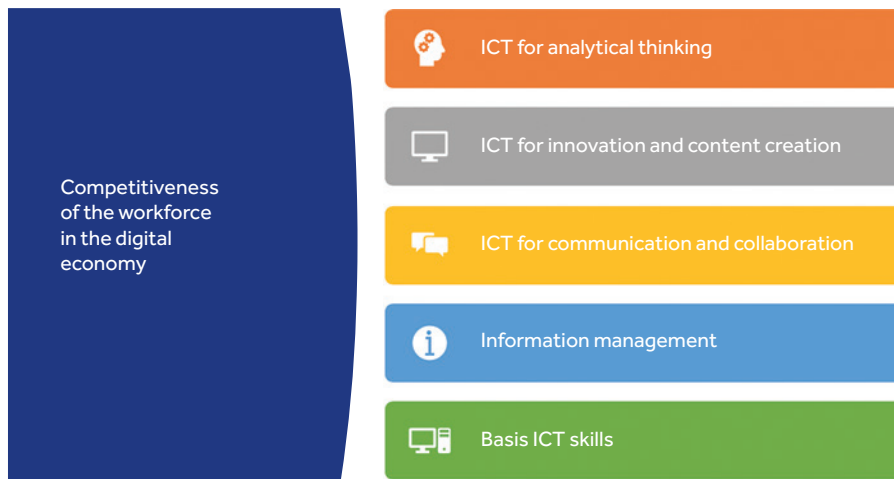 Competitiveness
of the workforce
in the digital
economy
ICT for analytical thinking
ICT for innovation and content creation
ICT for communication and collaboration
Information management
Basis ICT skills